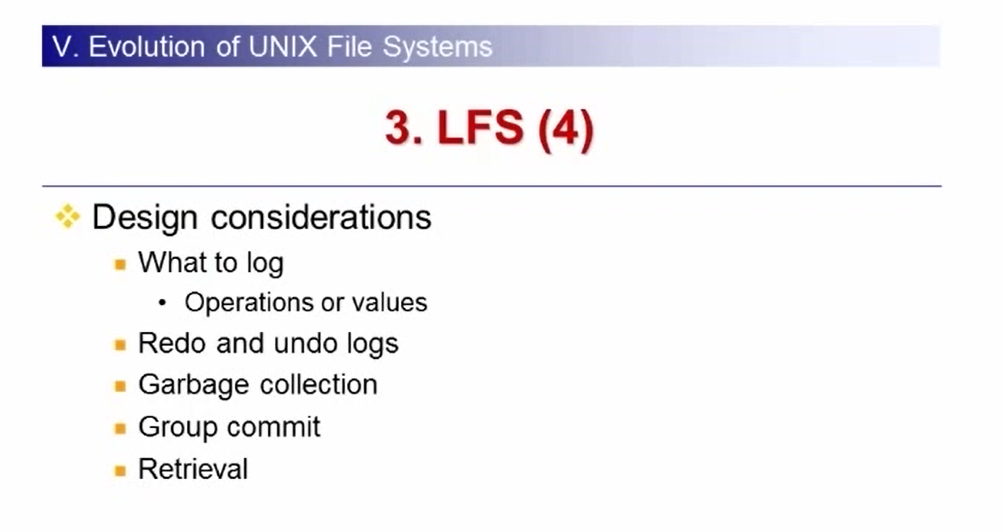 V. Evolution of UNIX File Systems
3. LFS (4)
Design considerations
What to log
• Operations or values
Redo and undo logs
Garbage collection
Group commit
Retrieval